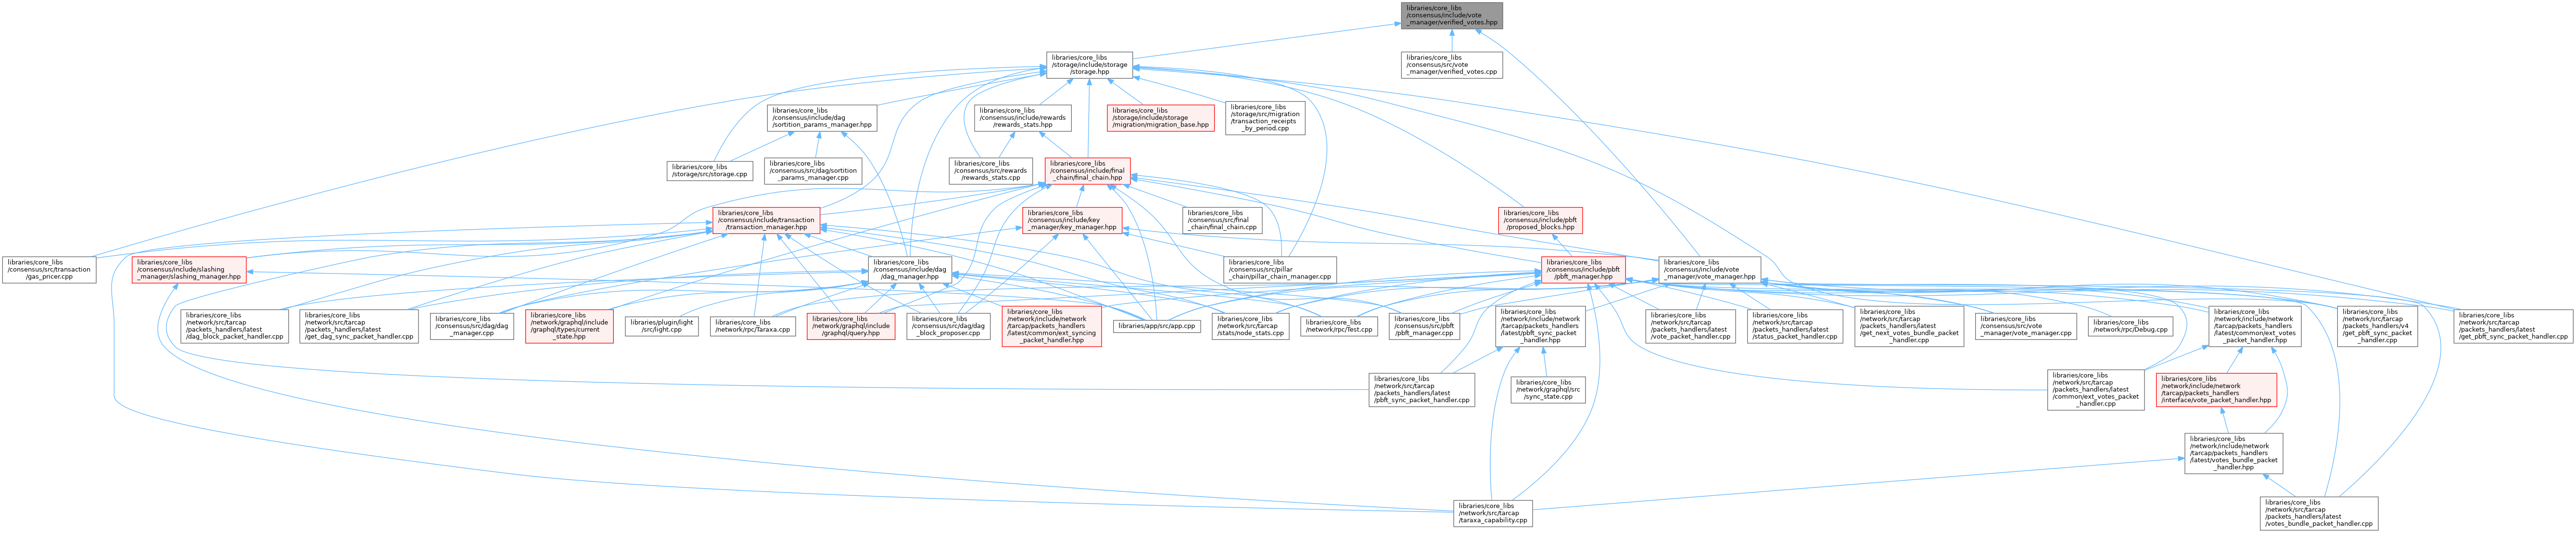 libraries/core_libs
/consensus/include/vote
_manager/verified_votes.hpp
libraries/core_libs
/storage/include/storage
/storage.hpp
libraries/core_libs
/consensus/src/vote
_manager/verified_votes.cpp
libraries/core_libs
/consensus/include/dag
/sortition_params_manager.hpp
libraries/core_libs
/consensus/include/rewards
/rewards_stats.hpp
libraries/core_libs
/storage/include/storage
/migration/migration_base.hpp
libraries/core_libs
/storage/src/migration
/transaction_receipts
_by_period.cpp
libraries/core_libs
/storage/src/storage.cpp
libraries/core_libs
/consensus/src/dag/sortition
_params_manager.cpp
libraries/core_libs
/consensus/src/rewards
/rewards_stats.cpp
libraries/core_libs
/consensus/include/final
_chain/final_chain.hpp
libraries/core_libs
/consensus/include/transaction
/transaction_manager.hpp
libraries/core_libs
/consensus/include/key
_manager/key_manager.hpp
libraries/core_libs
/consensus/src/final
_chain/final_chain.cpp
libraries/core_libs
/consensus/include/pbft
/proposed_blocks.hpp
libraries/core_libs
/consensus/src/transaction
/gas_pricer.cpp
libraries/core_libs
/consensus/include/slashing
_manager/slashing_manager.hpp
libraries/core_libs
/consensus/include/dag
/dag_manager.hpp
libraries/core_libs
/consensus/src/pillar
_chain/pillar_chain_manager.cpp
libraries/core_libs
/consensus/include/pbft
/pbft_manager.hpp
libraries/core_libs
/consensus/include/vote
_manager/vote_manager.hpp
libraries/core_libs
/network/src/tarcap
/packets_handlers/latest
/dag_block_packet_handler.cpp
libraries/core_libs
/network/src/tarcap
/packets_handlers/latest
/get_dag_sync_packet_handler.cpp
libraries/core_libs
/consensus/src/dag/dag
_manager.cpp
libraries/core_libs
/network/graphql/include
/graphql/types/current
_state.hpp
libraries/plugin/light
/src/light.cpp
libraries/core_libs
/network/rpc/Taraxa.cpp
libraries/core_libs
/network/graphql/include
/graphql/query.hpp
libraries/core_libs
/consensus/src/dag/dag
_block_proposer.cpp
libraries/core_libs
/network/include/network
/tarcap/packets_handlers
/latest/common/ext_syncing
_packet_handler.hpp
libraries/app/src/app.cpp
libraries/core_libs
/network/src/tarcap
/stats/node_stats.cpp
libraries/core_libs
/network/rpc/Test.cpp
libraries/core_libs
/consensus/src/pbft
/pbft_manager.cpp
libraries/core_libs
/network/include/network
/tarcap/packets_handlers
/latest/pbft_sync_packet
_handler.hpp
libraries/core_libs
/network/src/tarcap
/packets_handlers/latest
/vote_packet_handler.cpp
libraries/core_libs
/network/src/tarcap
/packets_handlers/latest
/status_packet_handler.cpp
libraries/core_libs
/network/src/tarcap
/packets_handlers/latest
/get_next_votes_bundle_packet
_handler.cpp
libraries/core_libs
/consensus/src/vote
_manager/vote_manager.cpp
libraries/core_libs
/network/rpc/Debug.cpp
libraries/core_libs
/network/include/network
/tarcap/packets_handlers
/latest/common/ext_votes
_packet_handler.hpp
libraries/core_libs
/network/src/tarcap
/packets_handlers/v4
/get_pbft_sync_packet
_handler.cpp
libraries/core_libs
/network/src/tarcap
/packets_handlers/latest
/get_pbft_sync_packet_handler.cpp
libraries/core_libs
/network/src/tarcap
/packets_handlers/latest
/pbft_sync_packet_handler.cpp
libraries/core_libs
/network/graphql/src
/sync_state.cpp
libraries/core_libs
/network/src/tarcap
/packets_handlers/latest
/common/ext_votes_packet
_handler.cpp
libraries/core_libs
/network/include/network
/tarcap/packets_handlers
/interface/vote_packet_handler.hpp
libraries/core_libs
/network/include/network
/tarcap/packets_handlers
/latest/votes_bundle_packet
_handler.hpp
libraries/core_libs
/network/src/tarcap
/taraxa_capability.cpp
libraries/core_libs
/network/src/tarcap
/packets_handlers/latest
/votes_bundle_packet_handler.cpp